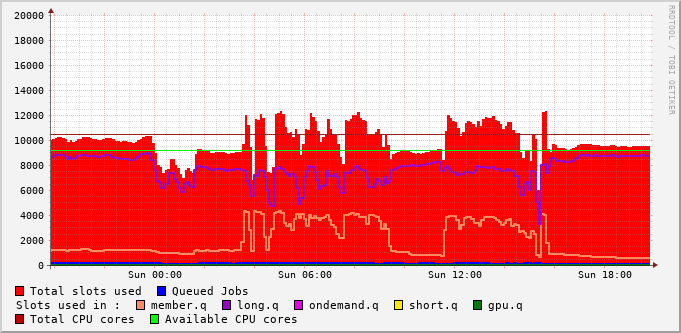 RRDTOOL / TOBI OETIKER
20000
18000
16000
14000
12000
10000
8000
6000
4000
2000
0
Sun 00:00 Sun 06:00 Sun 12:00 Sun 18:00
Total slots used Queued Jobs
Slots used in : member.q long.q ondemand.q short.q gpu.q
Total CPU cores Available CPU cores